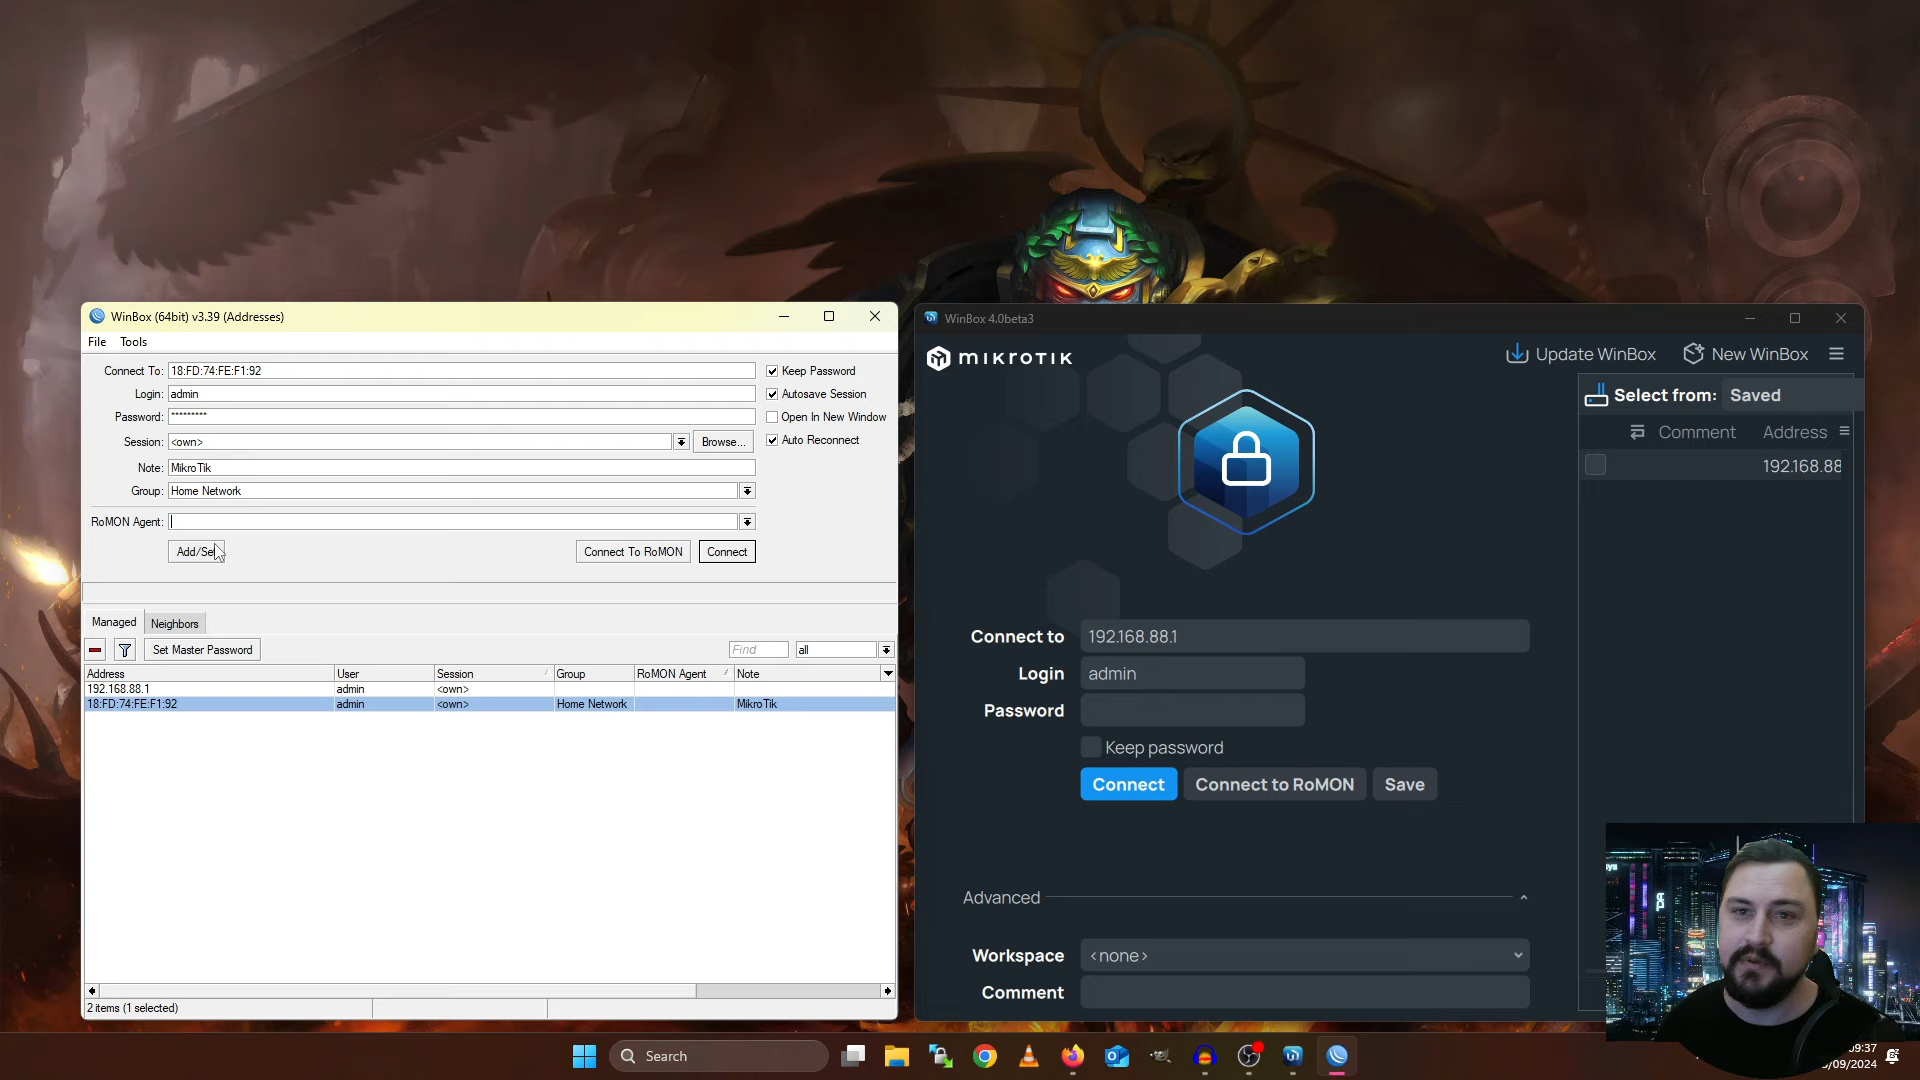 WinBox (64bit) v3.39 (Addresses)
File Tools
Connect To: 18:FD:74:FE:F1:92
Keep Password
Login: admin
Autosave Session
Password: *********
Open In New Window
Session: <own>
Browse...
Auto Reconnect
Note: MikroTik
Group: Home Network
RoMON Agent:
Connect To RoMON
Connect
Managed Neighbors
Set Master Password
Find
all
Address User Session Group RoMON Agent Note
192.168.88.1 admin <own>
18:FD:74:FE:F1:92 admin <own> Home Network MikroTik
2 items (1 selected)
WinBox 4.0beta3
mikrotik
Update WinBox New WinBox
Select from: Saved
Comment Address
192.168.88
Connect to 192.168.88.1
Login admin
Password
Keep password
Connect Connect to RoMON Save
Advanced
Workspace <none>
Comment
Search
/09/2024